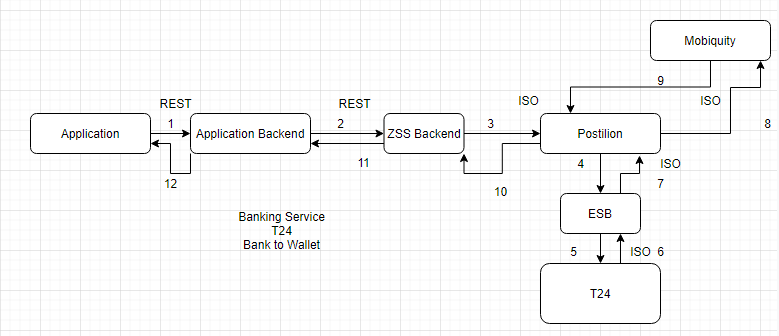 Mobiquity
9
ISO
ISO
REST
REST
1
2
3
8
Application
Application Backend
ZSS Backend
Postilion
11
4
ISO
12
10
7
Banking Service
T24
Bank to Wallet
ESB
5
ISO 6
T24